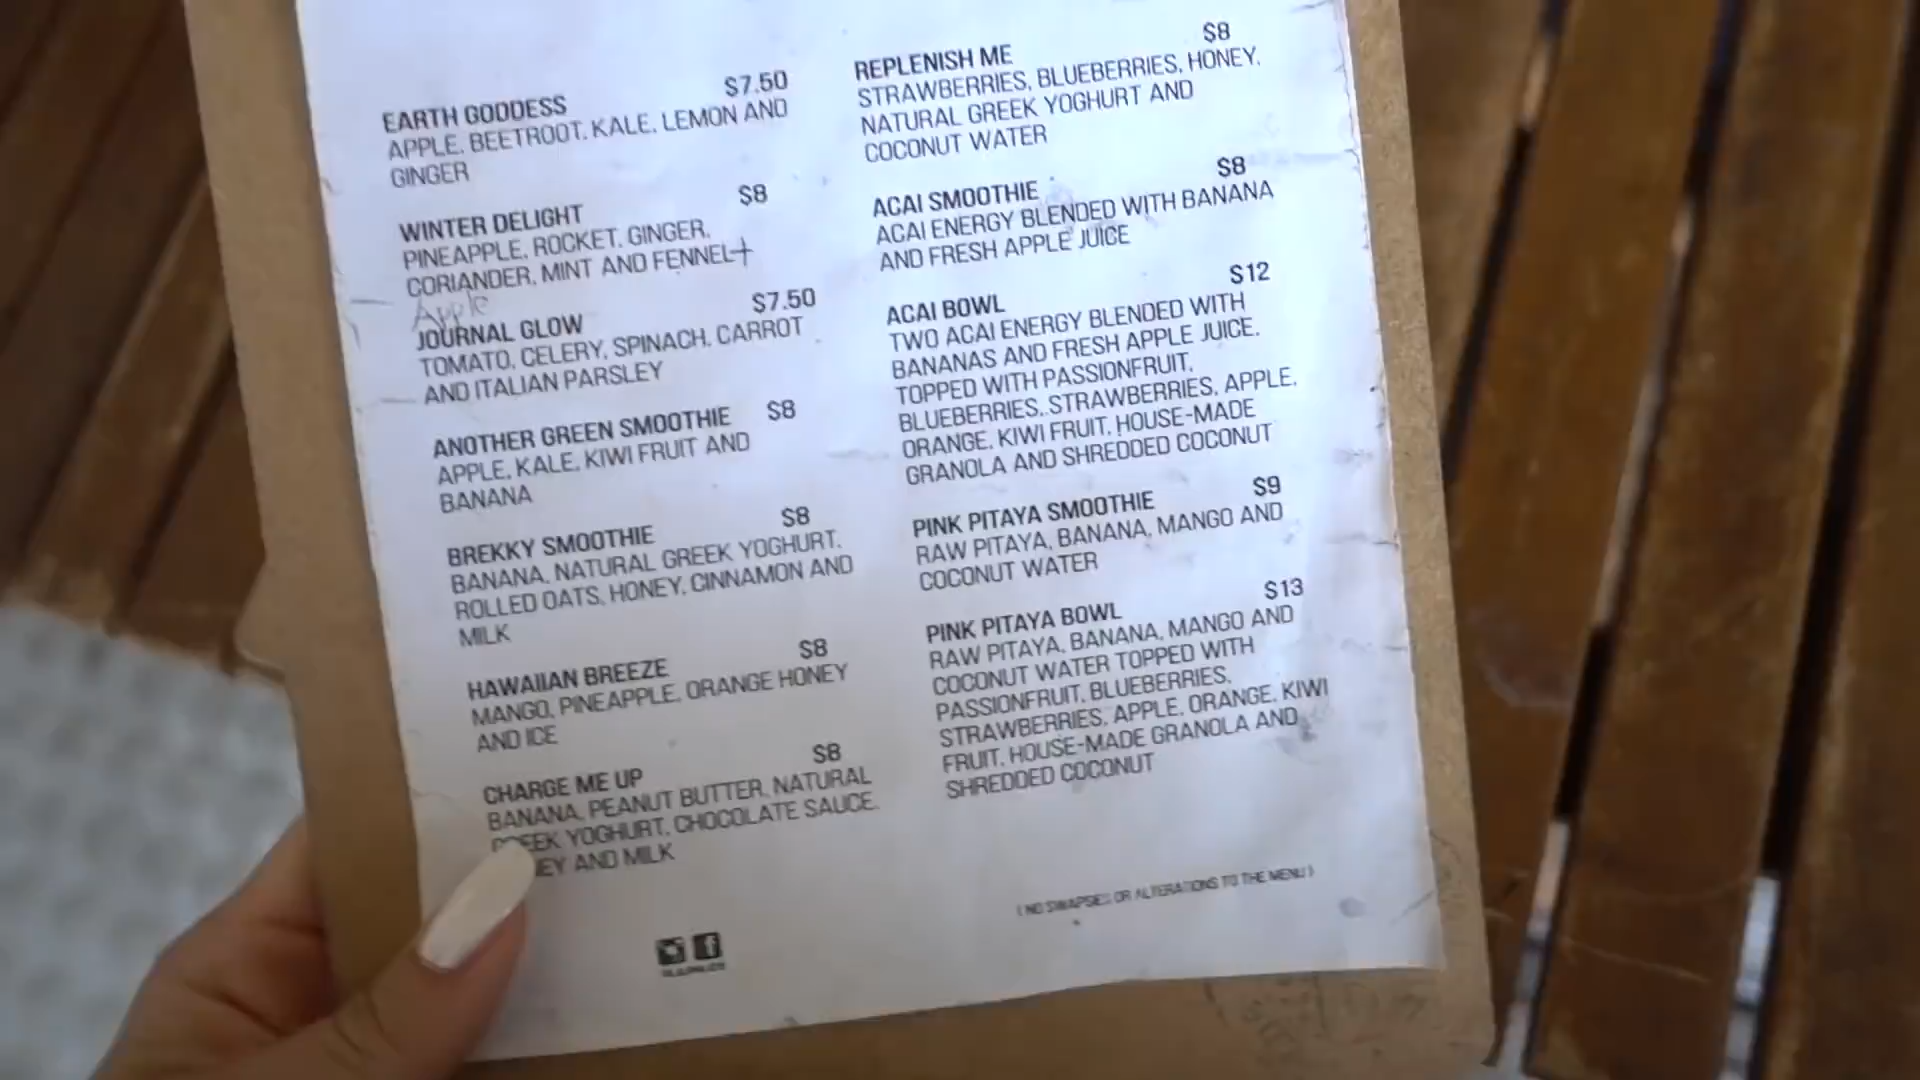 EARTH GODDESS $7.50
APPLE, BEETROOT, KALE, LEMON AND
GINGER
WINTER DELIGHT $8
PINEAPPLE, ROCKET, GINGER,
CORIANDER, MINT AND FENNEL+
Apple
JOURNAL GLOW $7.50
TOMATO, CELERY, SPINACH, CARROT
AND ITALIAN PARSLEY
ANOTHER GREEN SMOOTHIE $8
APPLE, KALE, KIWI FRUIT AND
BANANA
BREKKY SMOOTHIE $8
BANANA, NATURAL GREEK YOGHURT,
ROLLED OATS, HONEY, CINNAMON AND
MILK
HAWAIIAN BREEZE $8
MANGO, PINEAPPLE, ORANGE HONEY
AND ICE
CHARGE ME UP $8
BANANA, PEANUT BUTTER, NATURAL
GREEK YOGHURT, CHOCOLATE SAUCE,
EY AND MILK
REPLENISH ME $8
STRAWBERRIES, BLUEBERRIES, HONEY,
NATURAL GREEK YOGHURT AND
COCONUT WATER
ACAI SMOOTHIE $8
ACAI ENERGY BLENDED WITH BANANA
AND FRESH APPLE JUICE
ACAI BOWL $12
TWO ACAI ENERGY BLENDED WITH
BANANAS AND FRESH APPLE JUICE,
TOPPED WITH PASSIONFRUIT,
BLUEBERRIES, STRAWBERRIES, APPLE,
ORANGE, KIWI FRUIT, HOUSE-MADE
GRANOLA AND SHREDDED COCONUT
PINK PITAYA SMOOTHIE $9
RAW PITAYA, BANANA, MANGO AND
COCONUT WATER
PINK PITAYA BOWL $13
RAW PITAYA, BANANA, MANGO AND
COCONUT WATER TOPPED WITH
PASSIONFRUIT, BLUEBERRIES,
STRAWBERRIES, APPLE, ORANGE, KIWI
FRUIT, HOUSE-MADE GRANOLA AND
SHREDDED COCONUT
( NO SWAPSIES OR ALTERATIONS TO THE MENU )